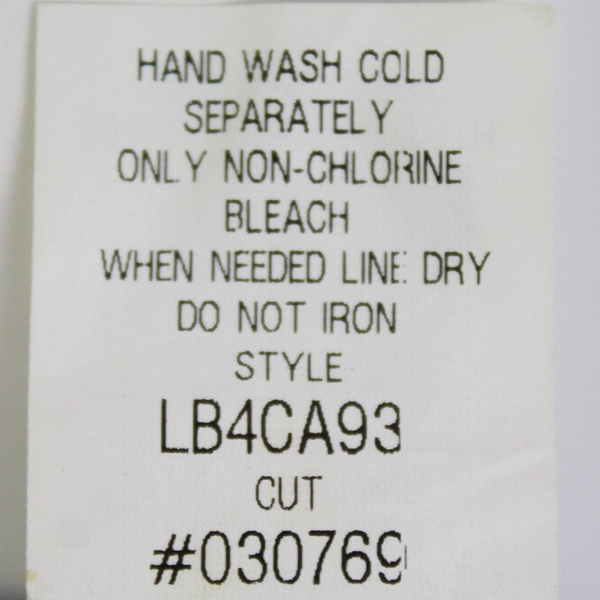 HAND WASH COLD
SEPARATELY
ONLY NON-CHLORINE
BLEACH
WHEN NEEDED LINE DRY
DO NOT IRON
STYLE
LB4CA93
CUT
#030769